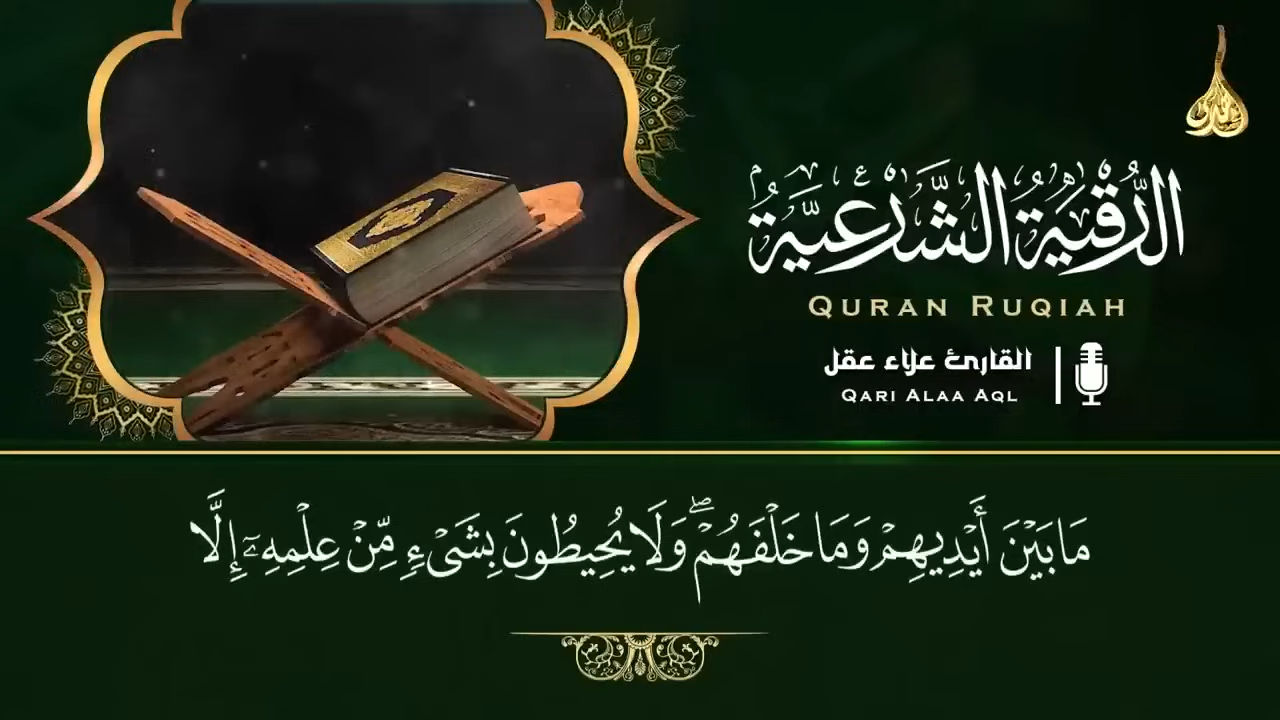 الرُّقْيَةُ الشَّرْعِيَّةُ
QURAN RUQIAH
القارئ علاء عقل
QARI ALAA AQL
مَا بَيْنَ أَيْدِيهِمْ وَمَا خَلْفَهُمْ ۖ وَلَا يُحِيطُونَ بِشَىْءٍ مِّنْ عِلْمِهِۦٓ إِلَّا